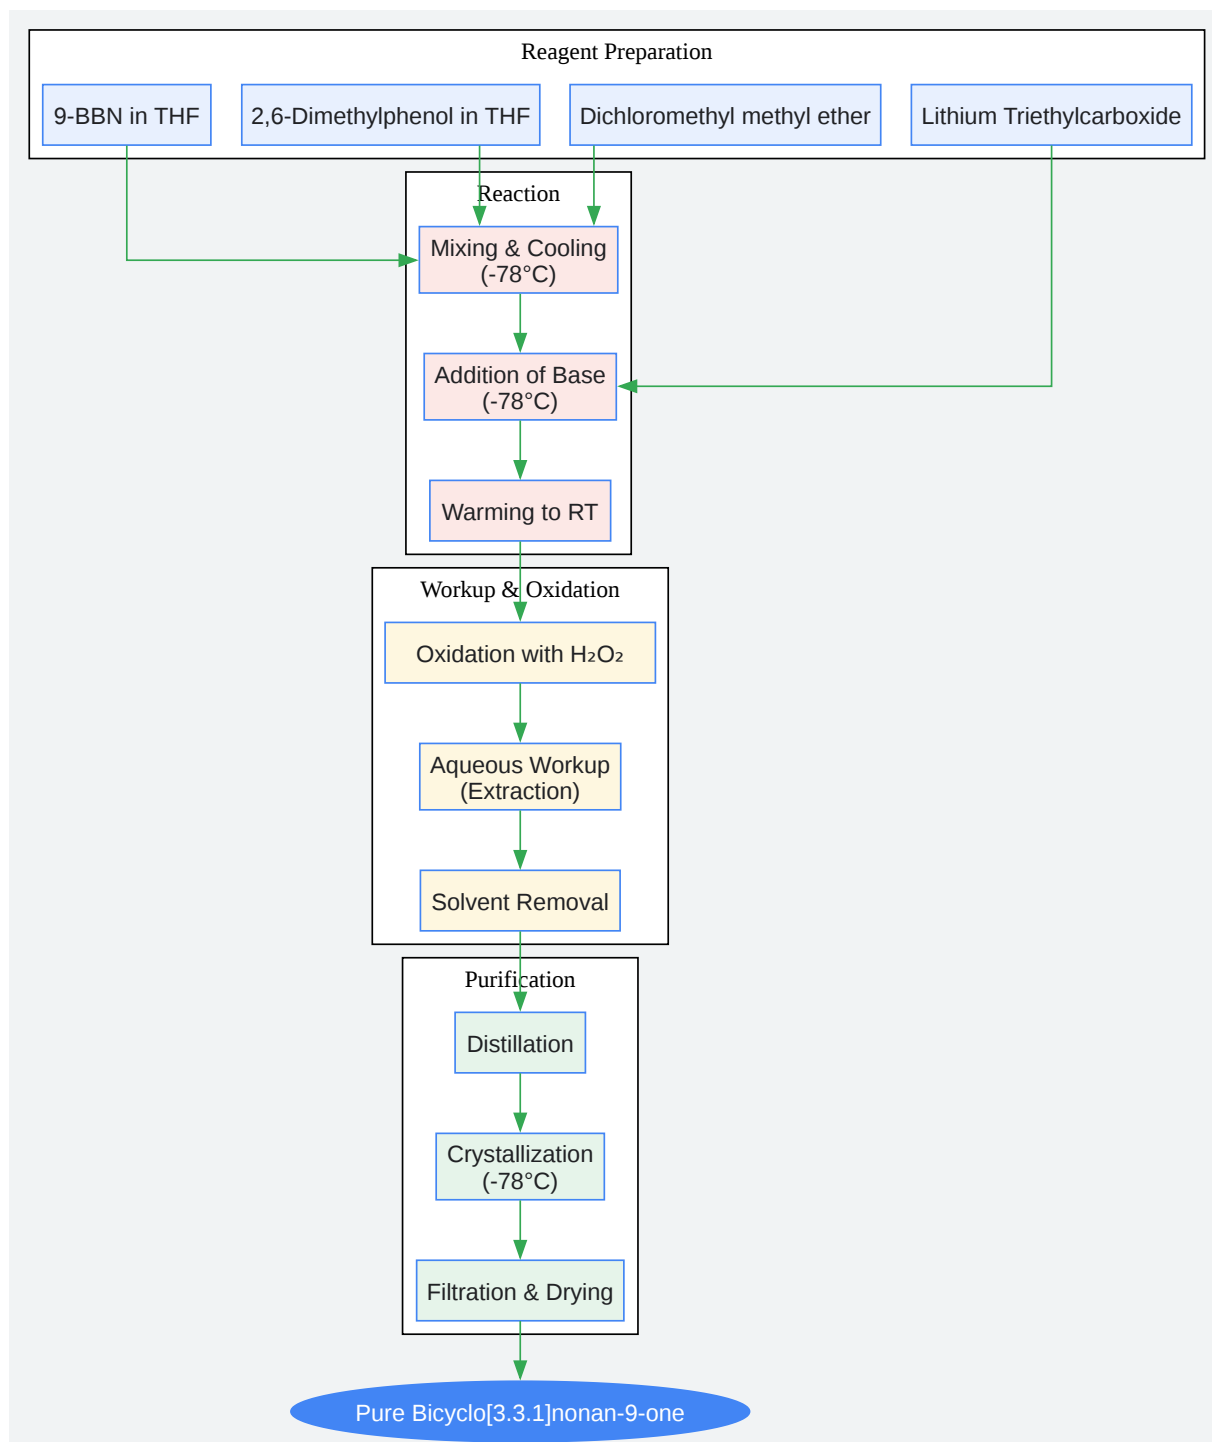 Reagent Preparation
9-BBN in THF
2,6-Dimethylphenol in THF
Dichloromethyl methyl ether
Lithium Triethylcarboxide
Reaction
Mixing & Cooling
(-78°C)
Addition of Base
(-78°C)
Warming to RT
Workup & Oxidation
Oxidation with H₂O₂
Aqueous Workup
(Extraction)
Solvent Removal
Purification
Distillation
Crystallization
(-78°C)
Filtration & Drying
Pure Bicyclo[3.3.1]nonan-9-one